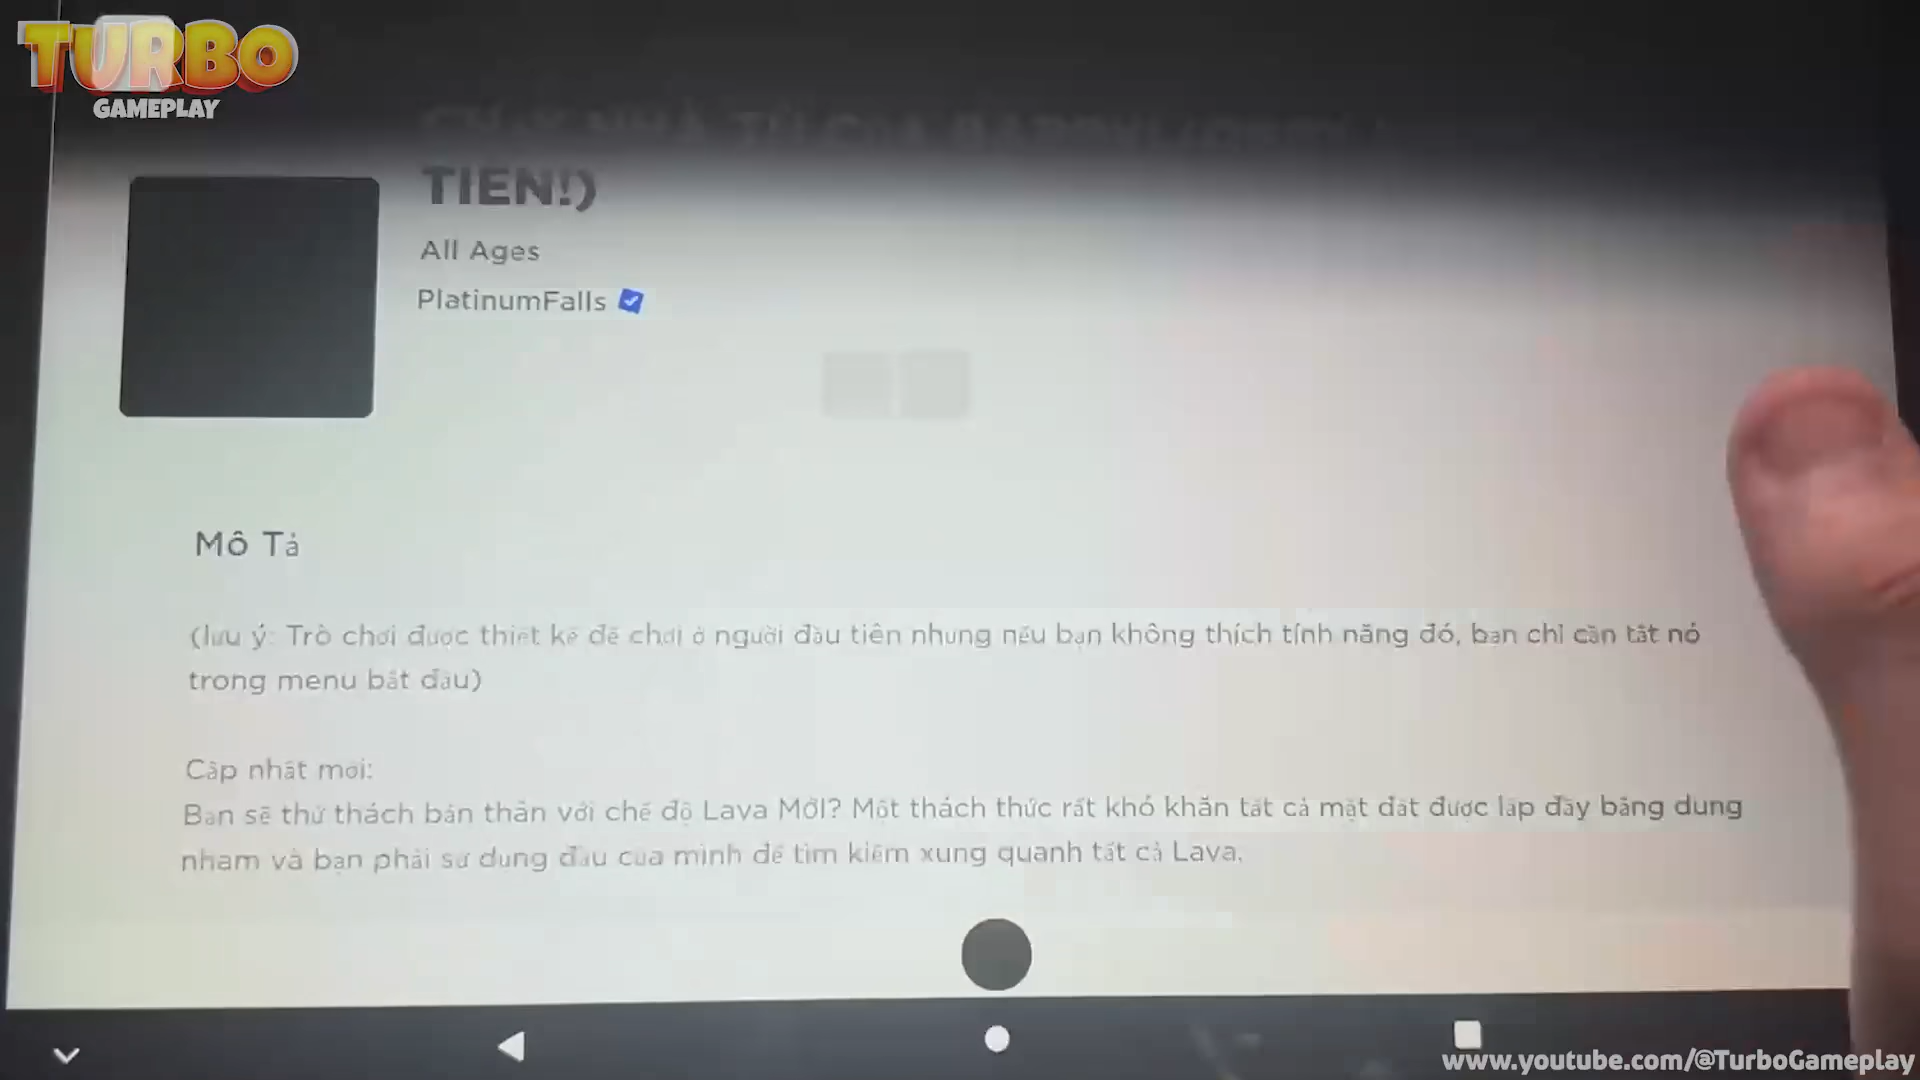 TURBO
GAMEPLAY
TIÊN!)
All Ages
PlatinumFalls
Mô Tả
(lưu ý: Trò chơi được thiết kế để chơi ở người đầu tiên nhưng nếu bạn không thích tính năng đó, bạn chỉ cần tắt nó
trong menu bắt đầu)
Cập nhật mới:
Bạn sẽ thử thách bản thân với chế độ Lava MỚI? Một thách thức rất khó khăn tất cả mặt đất được lấp đầy bằng dung
nham và bạn phải sử dụng đầu của mình để tìm kiếm xung quanh tất cả Lava.
www.youtube.com/@TurboGameplay